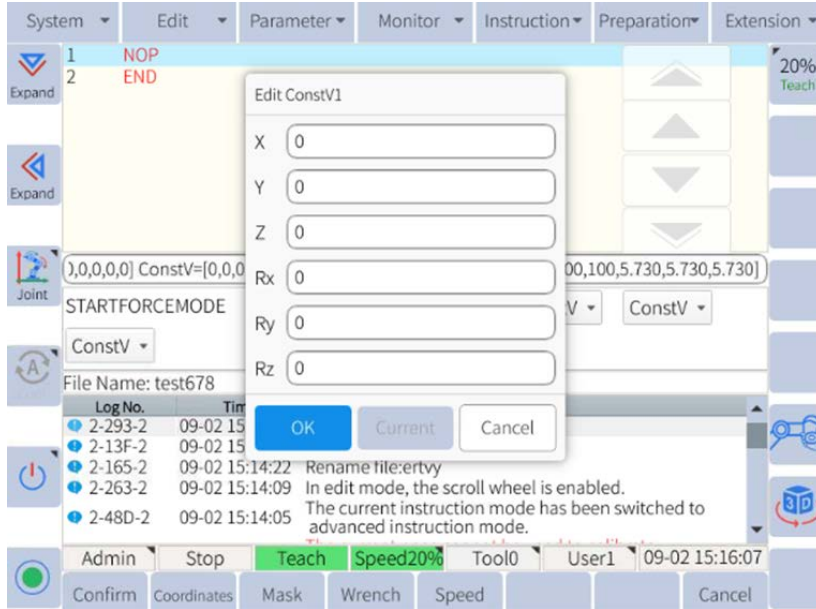 System Edit Parameter Monitor Instruction Preparation Extension
1 NOP
2 END
Expand
20%
Teach
Edit ConstV1
X 0
Y 0
Z 0
Rx 0
Ry 0
Rz 0
OK Current Cancel
Expand
Joint
),0,0,0,0] ConstV=[0,0,0 00,100,5.730,5.730,5.730]
STARTFORCEMODE V ConstV
ConstV
A
File Name: test678
Log No. Tim
2-293-2 09-02 15
2-13F-2 09-02 15
2-165-2 09-02 15:14:22 Rename file:ertvy
2-263-2 09-02 15:14:09 In edit mode, the scroll wheel is enabled.
2-48D-2 09-02 15:14:05 The current instruction mode has been switched to
advanced instruction mode.
3D
Admin Stop Teach Speed20% Tool0 User1 09-02 15:16:07
Confirm Coordinates Mask Wrench Speed Cancel